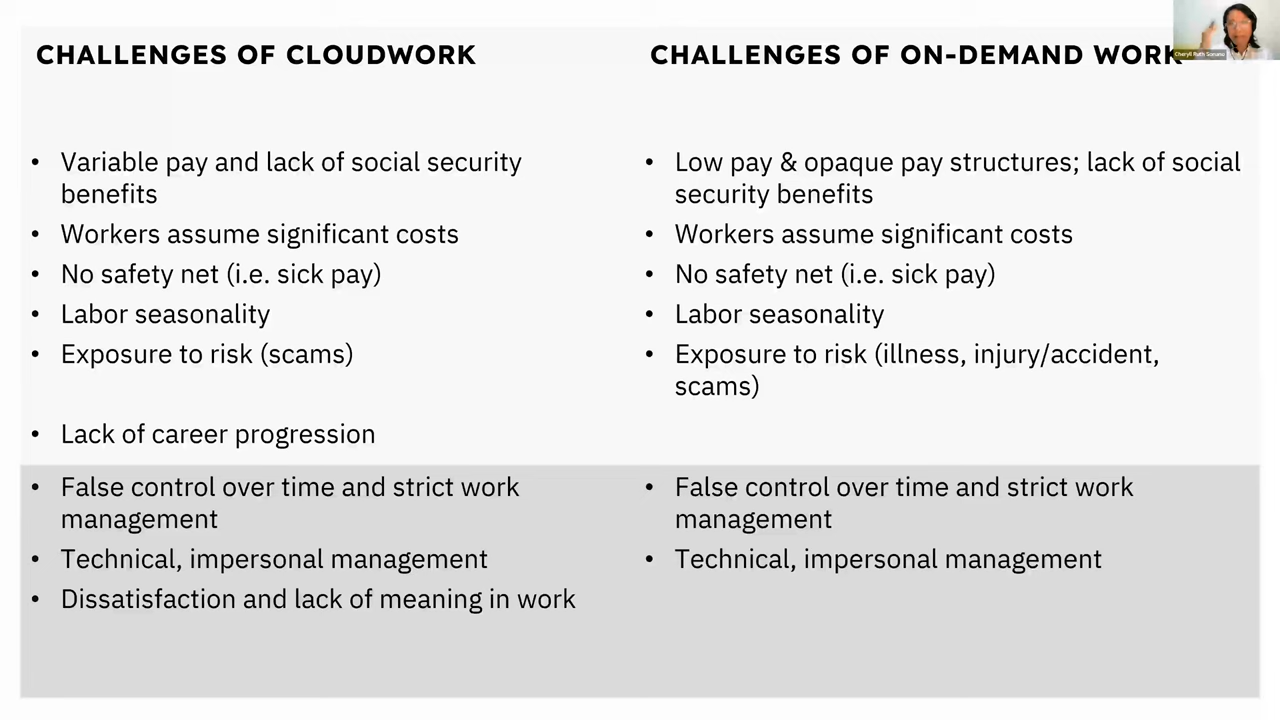 CHALLENGES OF CLOUDWORK
• Variable pay and lack of social security
benefits
• Workers assume significant costs
• No safety net (i.e. sick pay)
• Labor seasonality
• Exposure to risk (scams)
• Lack of career progression
• False control over time and strict work
management
• Technical, impersonal management
• Dissatisfaction and lack of meaning in work
CHALLENGES OF ON-DEMAND WORK
• Low pay & opaque pay structures; lack of social
security benefits
• Workers assume significant costs
• No safety net (i.e. sick pay)
• Labor seasonality
• Exposure to risk (illness, injury/accident,
scams)
• False control over time and strict work
management
• Technical, impersonal management
Cheryll Ruth Soriano